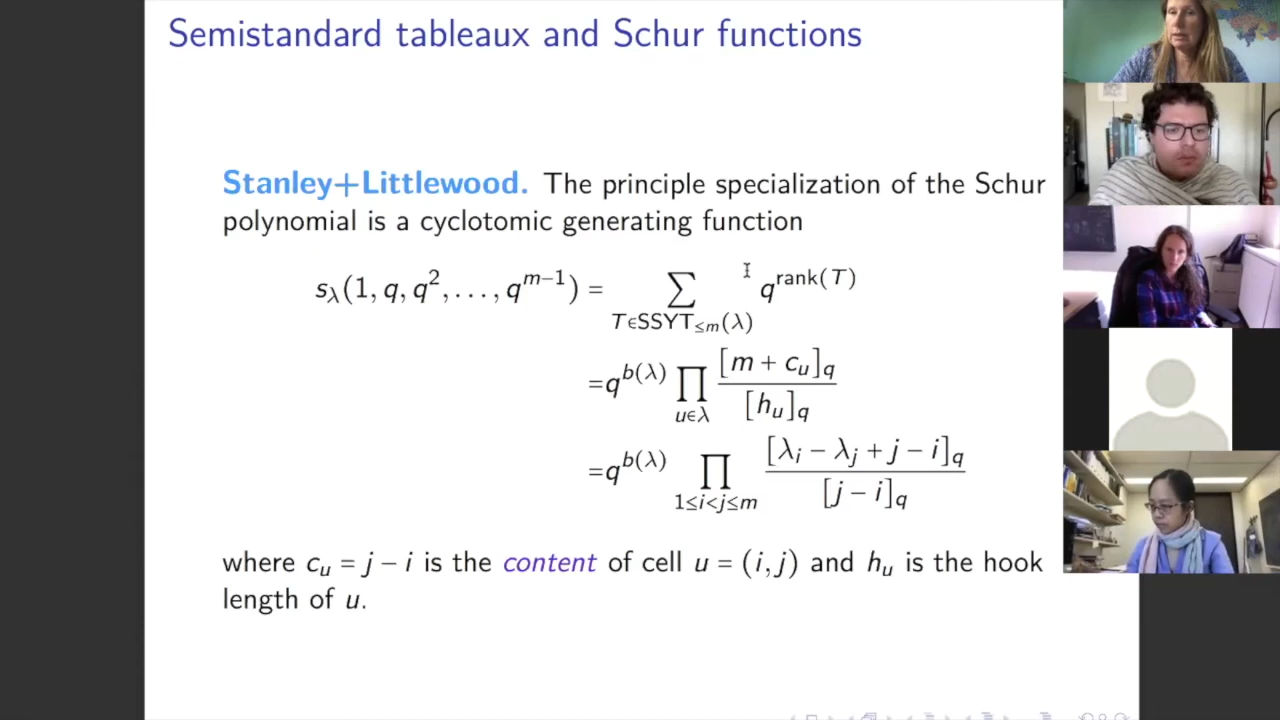 Semistandard tableaux and Schur functions
Stanley+Littlewood. The principle specialization of the Schur
polynomial is a cyclotomic generating function
s_λ(1, q, q², . . . , q^{m−1}) = ∑_{T∈SSYT_{≤m}(λ)} q^{rank(T)}
=q^{b(λ)} ∏_{u∈λ} [m + c_u]_q / [h_u]_q
=q^{b(λ)} ∏_{1≤i<j≤m} [λ_i − λ_j + j − i]_q / [j − i]_q
where c_u = j − i is the content of cell u = (i, j) and h_u is the hook
length of u.